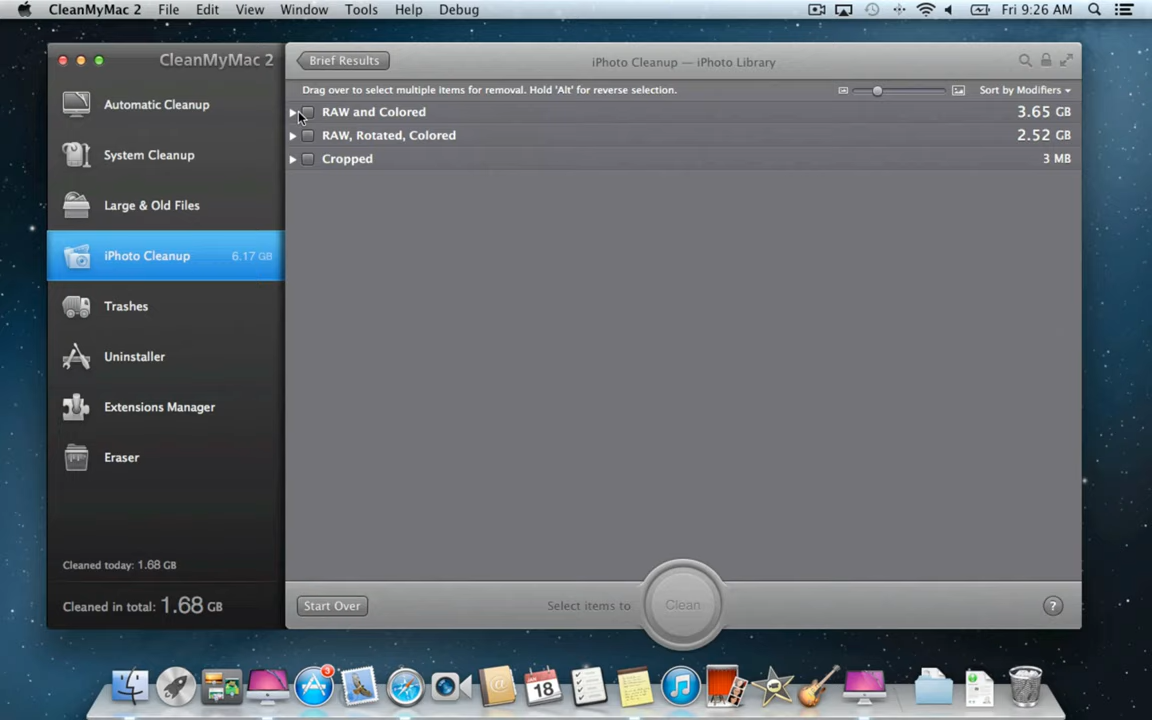 CleanMyMac 2 File Edit View Window Tools Help Debug Fri 9:26 AM
CleanMyMac 2
Automatic Cleanup
System Cleanup
Large & Old Files
iPhoto Cleanup 6.17 GB
Trashes
Uninstaller
Extensions Manager
Eraser
Cleaned today: 1.68 GB
Cleaned in total: 1.68 GB
Brief Results
iPhoto Cleanup — iPhoto Library
Drag over to select multiple items for removal. Hold 'Alt' for reverse selection.
Sort by Modifiers
RAW and Colored 3.65 GB
RAW, Rotated, Colored 2.52 GB
Cropped 3 MB
Start Over
Select items to
Clean
?
3
18